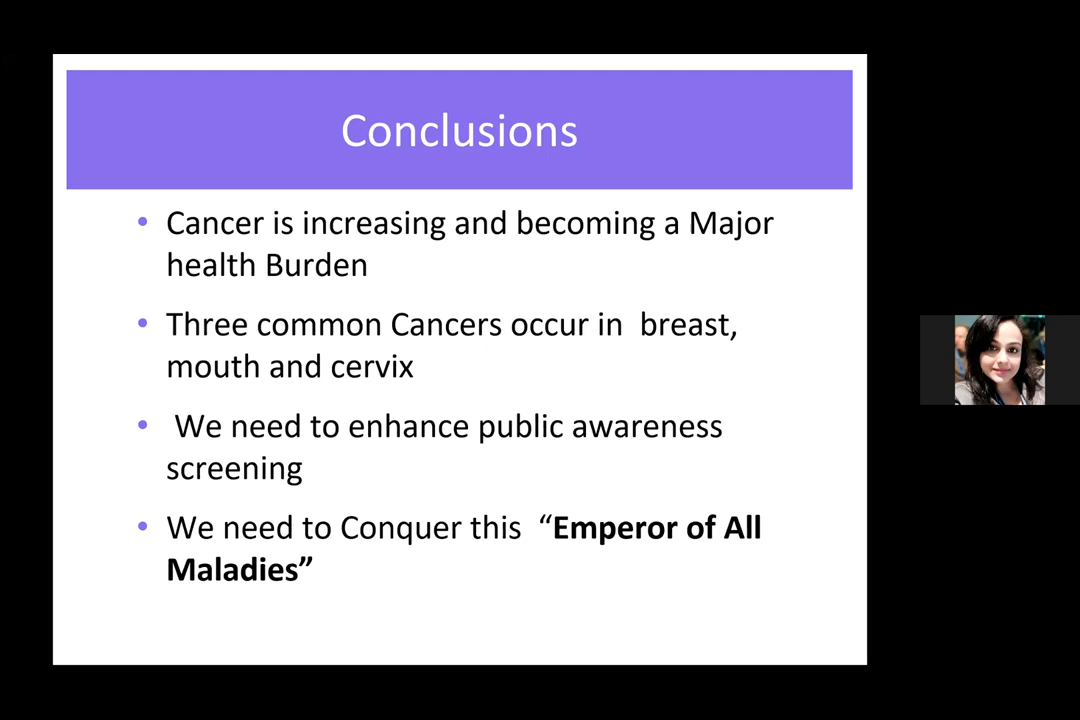 Conclusions
• Cancer is increasing and becoming a Major
health Burden
• Three common Cancers occur in  breast,
mouth and cervix
•  We need to enhance public awareness
screening
• We need to Conquer this  “Emperor of All
Maladies”